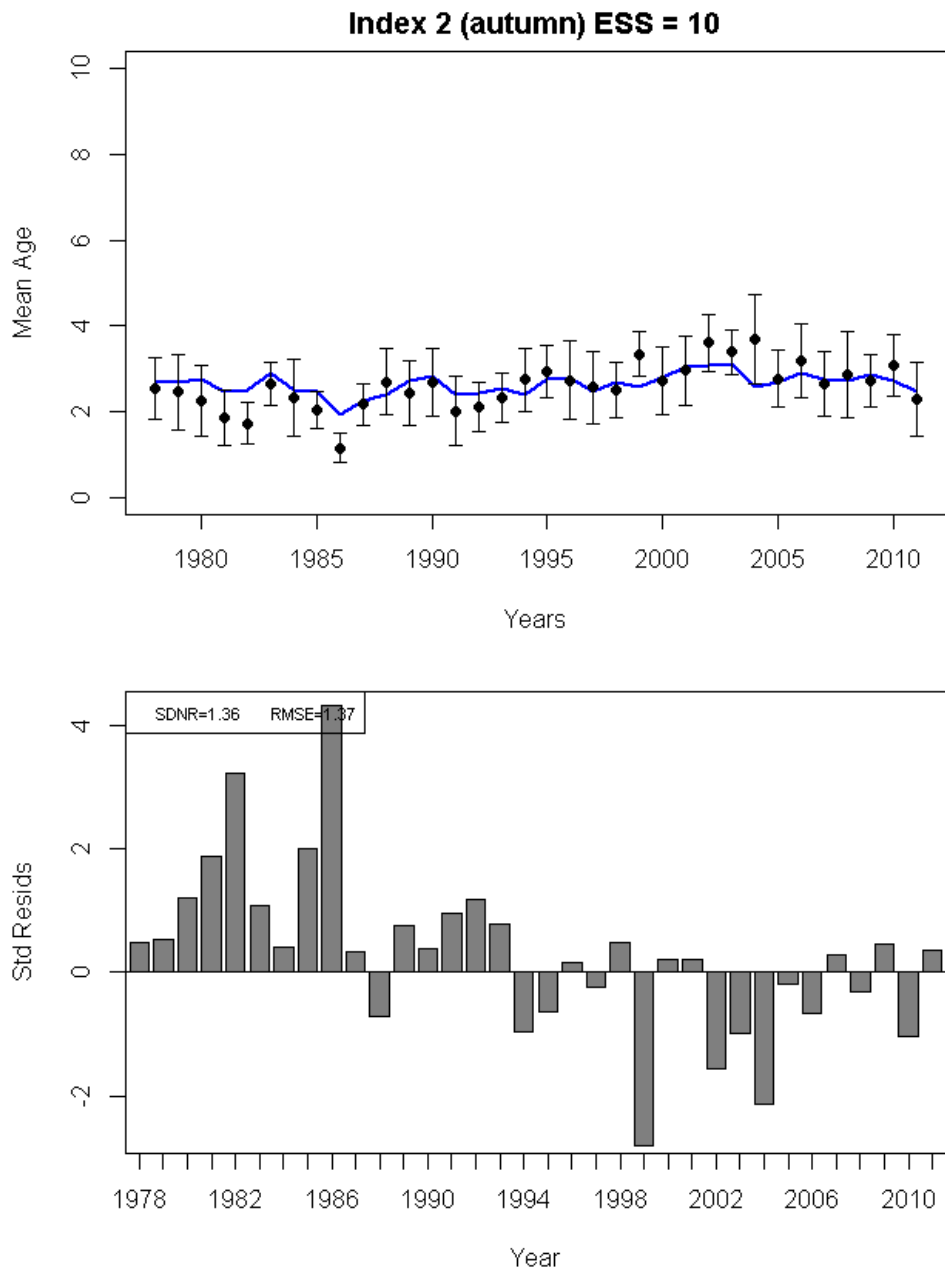 Index 2 (autumn) ESS = 10
Mean Age
10
8
6
4
2
0
1980 1985 1990 1995 2000 2005 2010
Years
SDNR=1.36 RMSE=1.37
Std Resids
4
2
0
-2
1978 1982 1986 1990 1994 1998 2002 2006 2010
Year